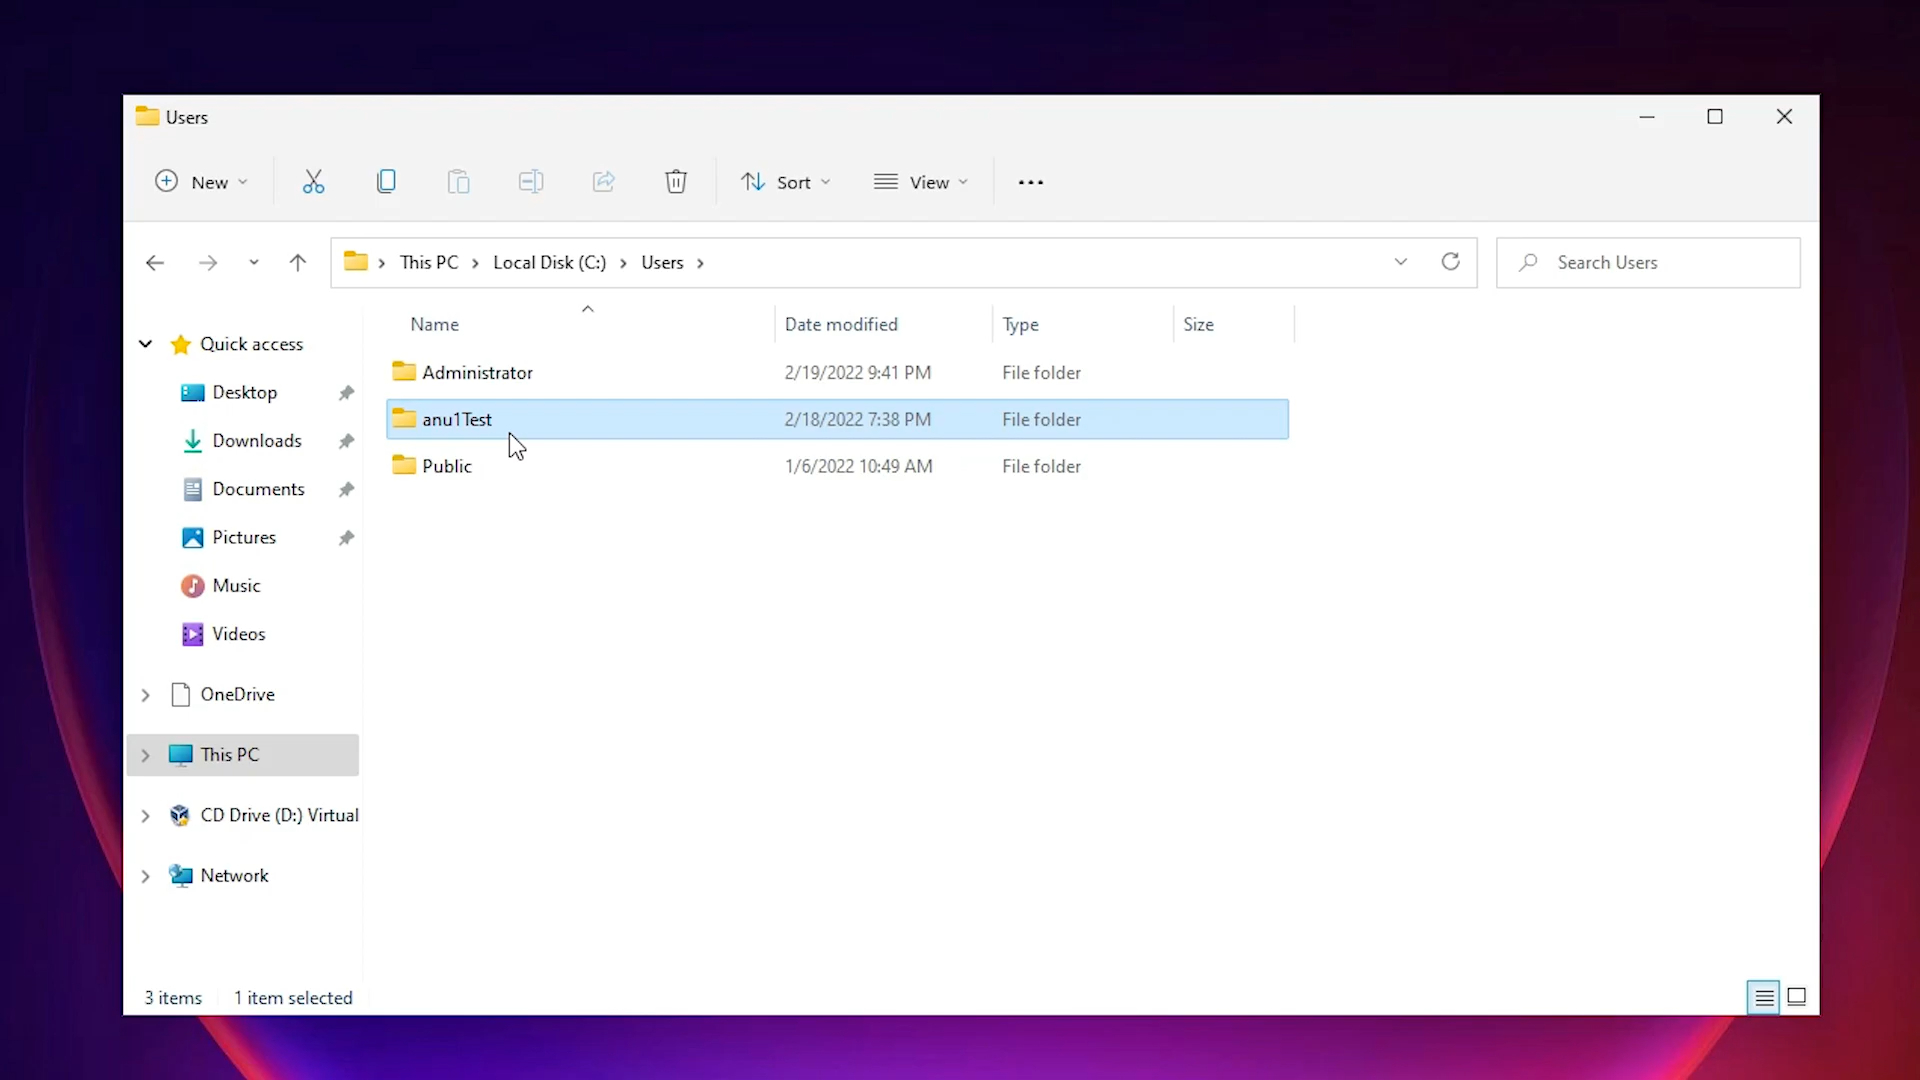 Users
New
Sort
View
This PC
Local Disk (C:)
Users
Search Users
Name
Date modified
Type
Size
Administrator
2/19/2022 9:41 PM
File folder
anu1Test
2/18/2022 7:38 PM
File folder
Public
1/6/2022 10:49 AM
File folder
Quick access
Desktop
Downloads
Documents
Pictures
Music
Videos
OneDrive
This PC
CD Drive (D:) Virtual
Network
3 items
1 item selected